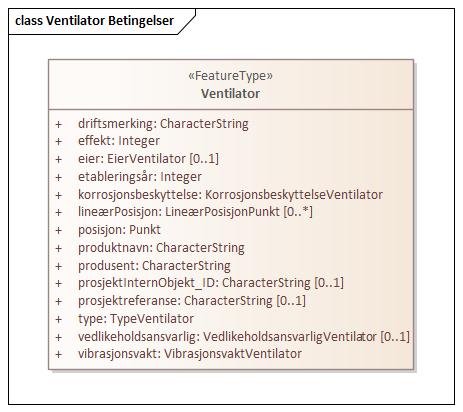 class Ventilator Betingelser
«FeatureType»
Ventilator
+ driftsmerking: CharacterString
+ effekt: Integer
+ eier: EierVentilator [0..1]
+ etableringsår: Integer
+ korrosjonsbeskyttelse: KorrosjonsbeskyttelseVentilator
+ lineærPosisjon: LineærPosisjonPunkt [0..*]
+ posisjon: Punkt
+ produktnavn: CharacterString
+ produsent: CharacterString
+ prosjektInternObjekt_ID: CharacterString [0..1]
+ prosjektreferanse: CharacterString [0..1]
+ type: TypeVentilator
+ vedlikeholdsansvarlig: VedlikeholdsansvarligVentilator [0..1]
+ vibrasjonsvakt: VibrasjonsvaktVentilator